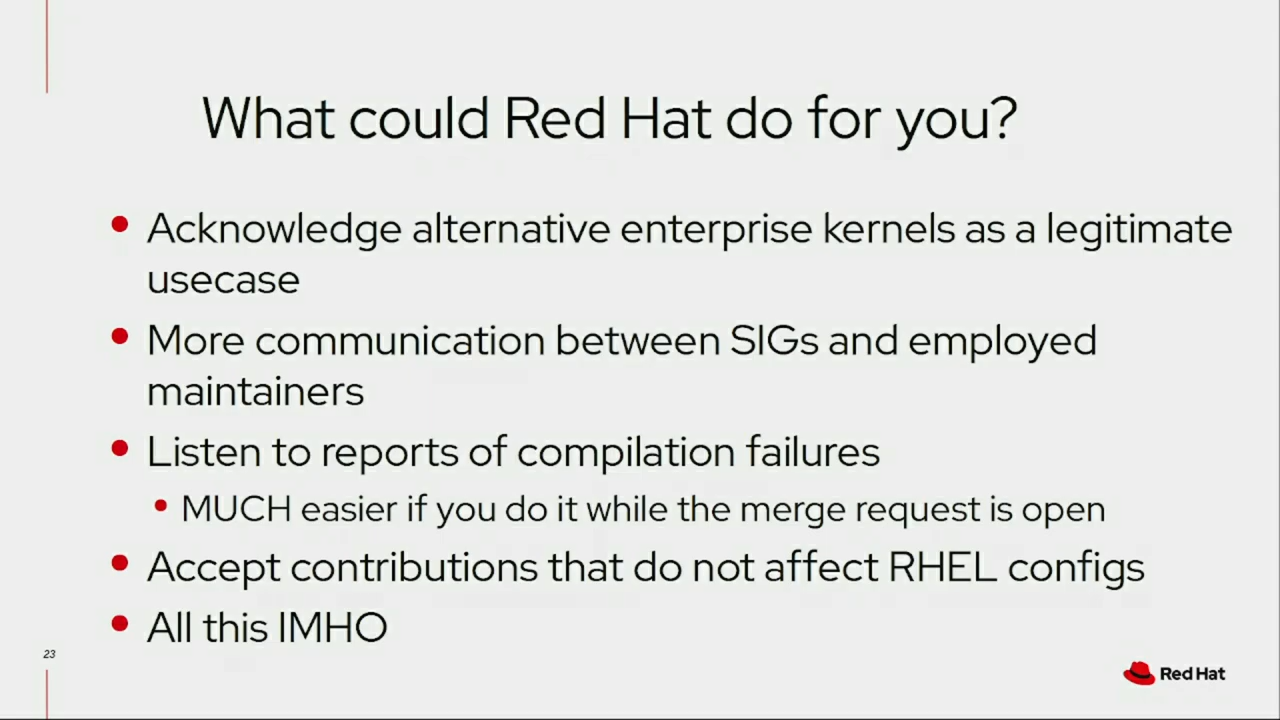 What could Red Hat do for you?
Acknowledge alternative enterprise kernels as a legitimate
usecase
More communication between SIGs and employed
maintainers
Listen to reports of compilation failures
MUCH easier if you do it while the merge request is open
Accept contributions that do not affect RHEL configs
All this IMHO
23
Red Hat